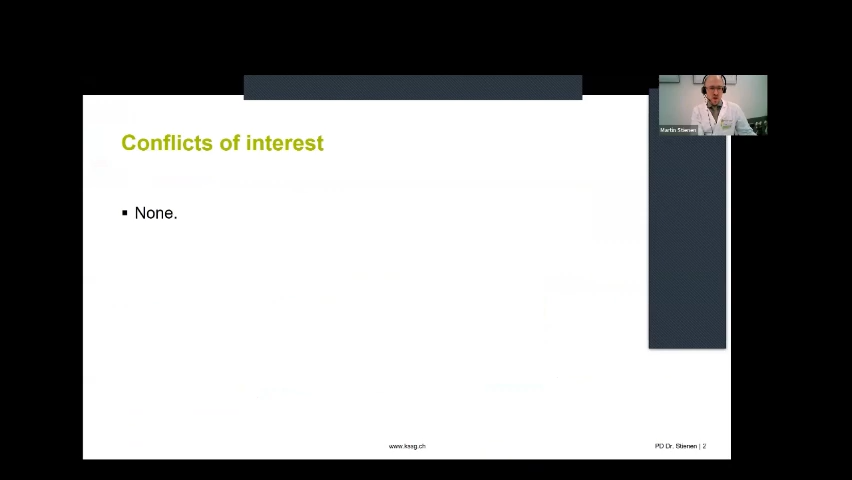 Martin Stienen
Conflicts of interest
▪ None.
www.kssg.ch
PD Dr. Stienen | 2